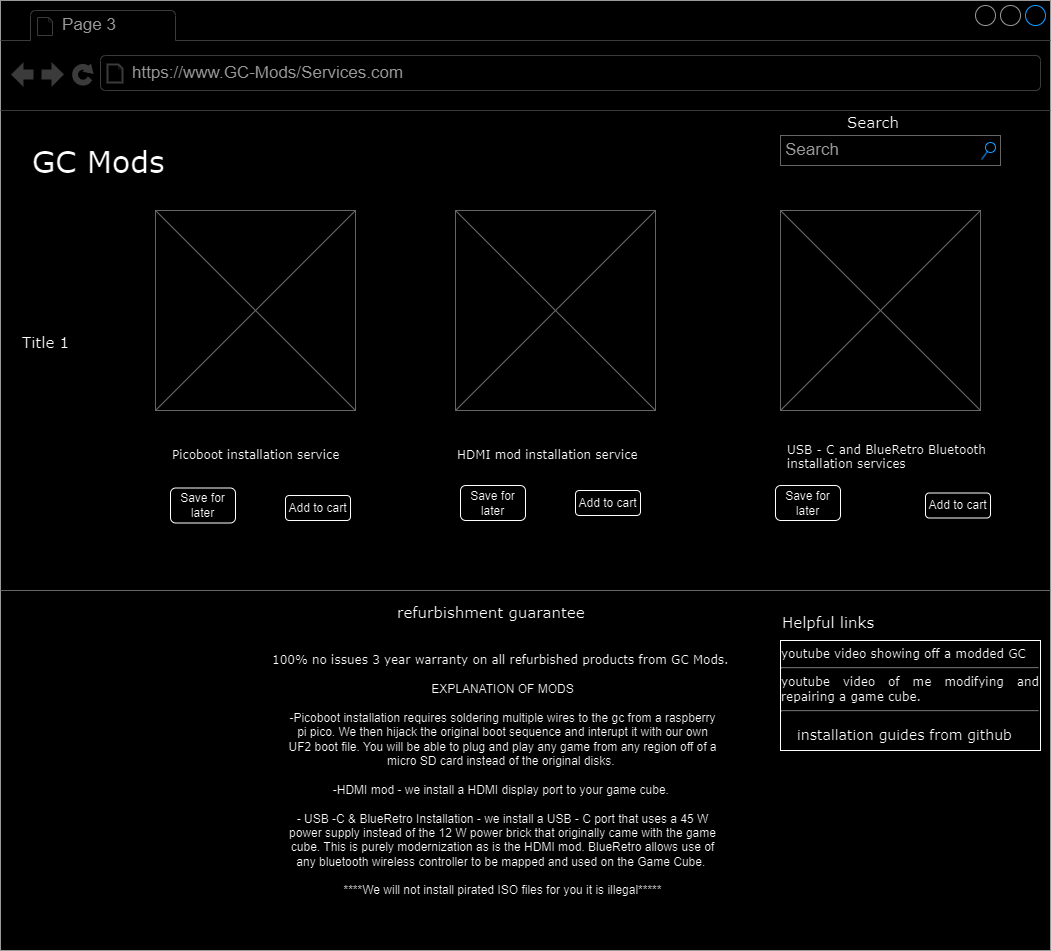 Page 3
https://www.GC-Mods/Services.com
Search
GC Mods
Search
Title 1
Picoboot installation service
HDMI mod installation service
USB - C and BlueRetro Bluetooth
installation services
Save for
later
Add to cart
Save for
later
Add to cart
Save for
later
Add to cart
refurbishment guarantee
100% no issues 3 year warranty on all refurbished products from GC Mods.
EXPLANATION OF MODS
-Picoboot installation requires soldering multiple wires to the gc from a raspberry
pi pico. We then hijack the original boot sequence and interupt it with our own
UF2 boot file. You will be able to plug and play any game from any region off of a
micro SD card instead of the original disks.
-HDMI mod - we install a HDMI display port to your game cube.
- USB -C & BlueRetro Installation - we install a USB - C port that uses a 45 W
power supply instead of the 12 W power brick that originally came with the game
cube. This is purely modernization as is the HDMI mod. BlueRetro allows use of
any bluetooth wireless controller to be mapped and used on the Game Cube.
****We will not install pirated ISO files for you it is illegal*****
Helpful links
youtube video showing off a modded GC
youtube video of me modifying and
repairing a game cube.
installation guides from github